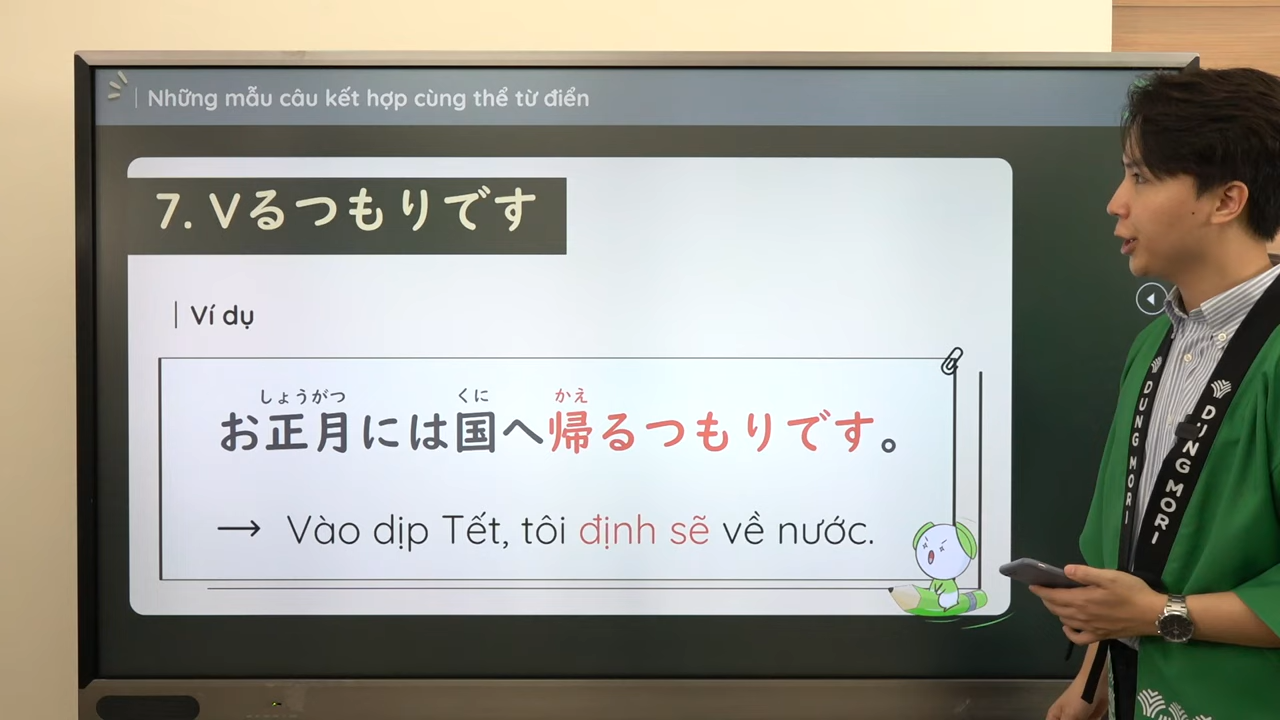 Những mẫu câu kết hợp cùng thể từ điển
7. Vるつもりです
Ví dụ
しょうがつ くに かえ
お正月には国へ帰るつもりです。
→ Vào dịp Tết, tôi định sẽ về nước.
DUNG MORI
DUNG MORI